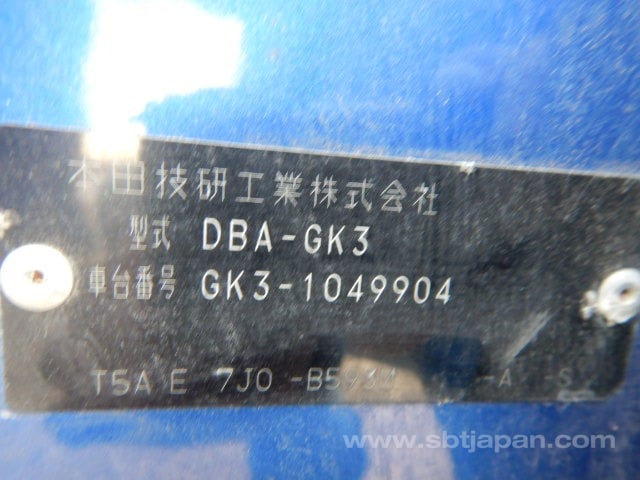 本田技研工業株式会社
型式 DBA-GK3
車台番号 GK3-1049904
T5A E 7J0 -B593M -A S
www.sbtjapan.com